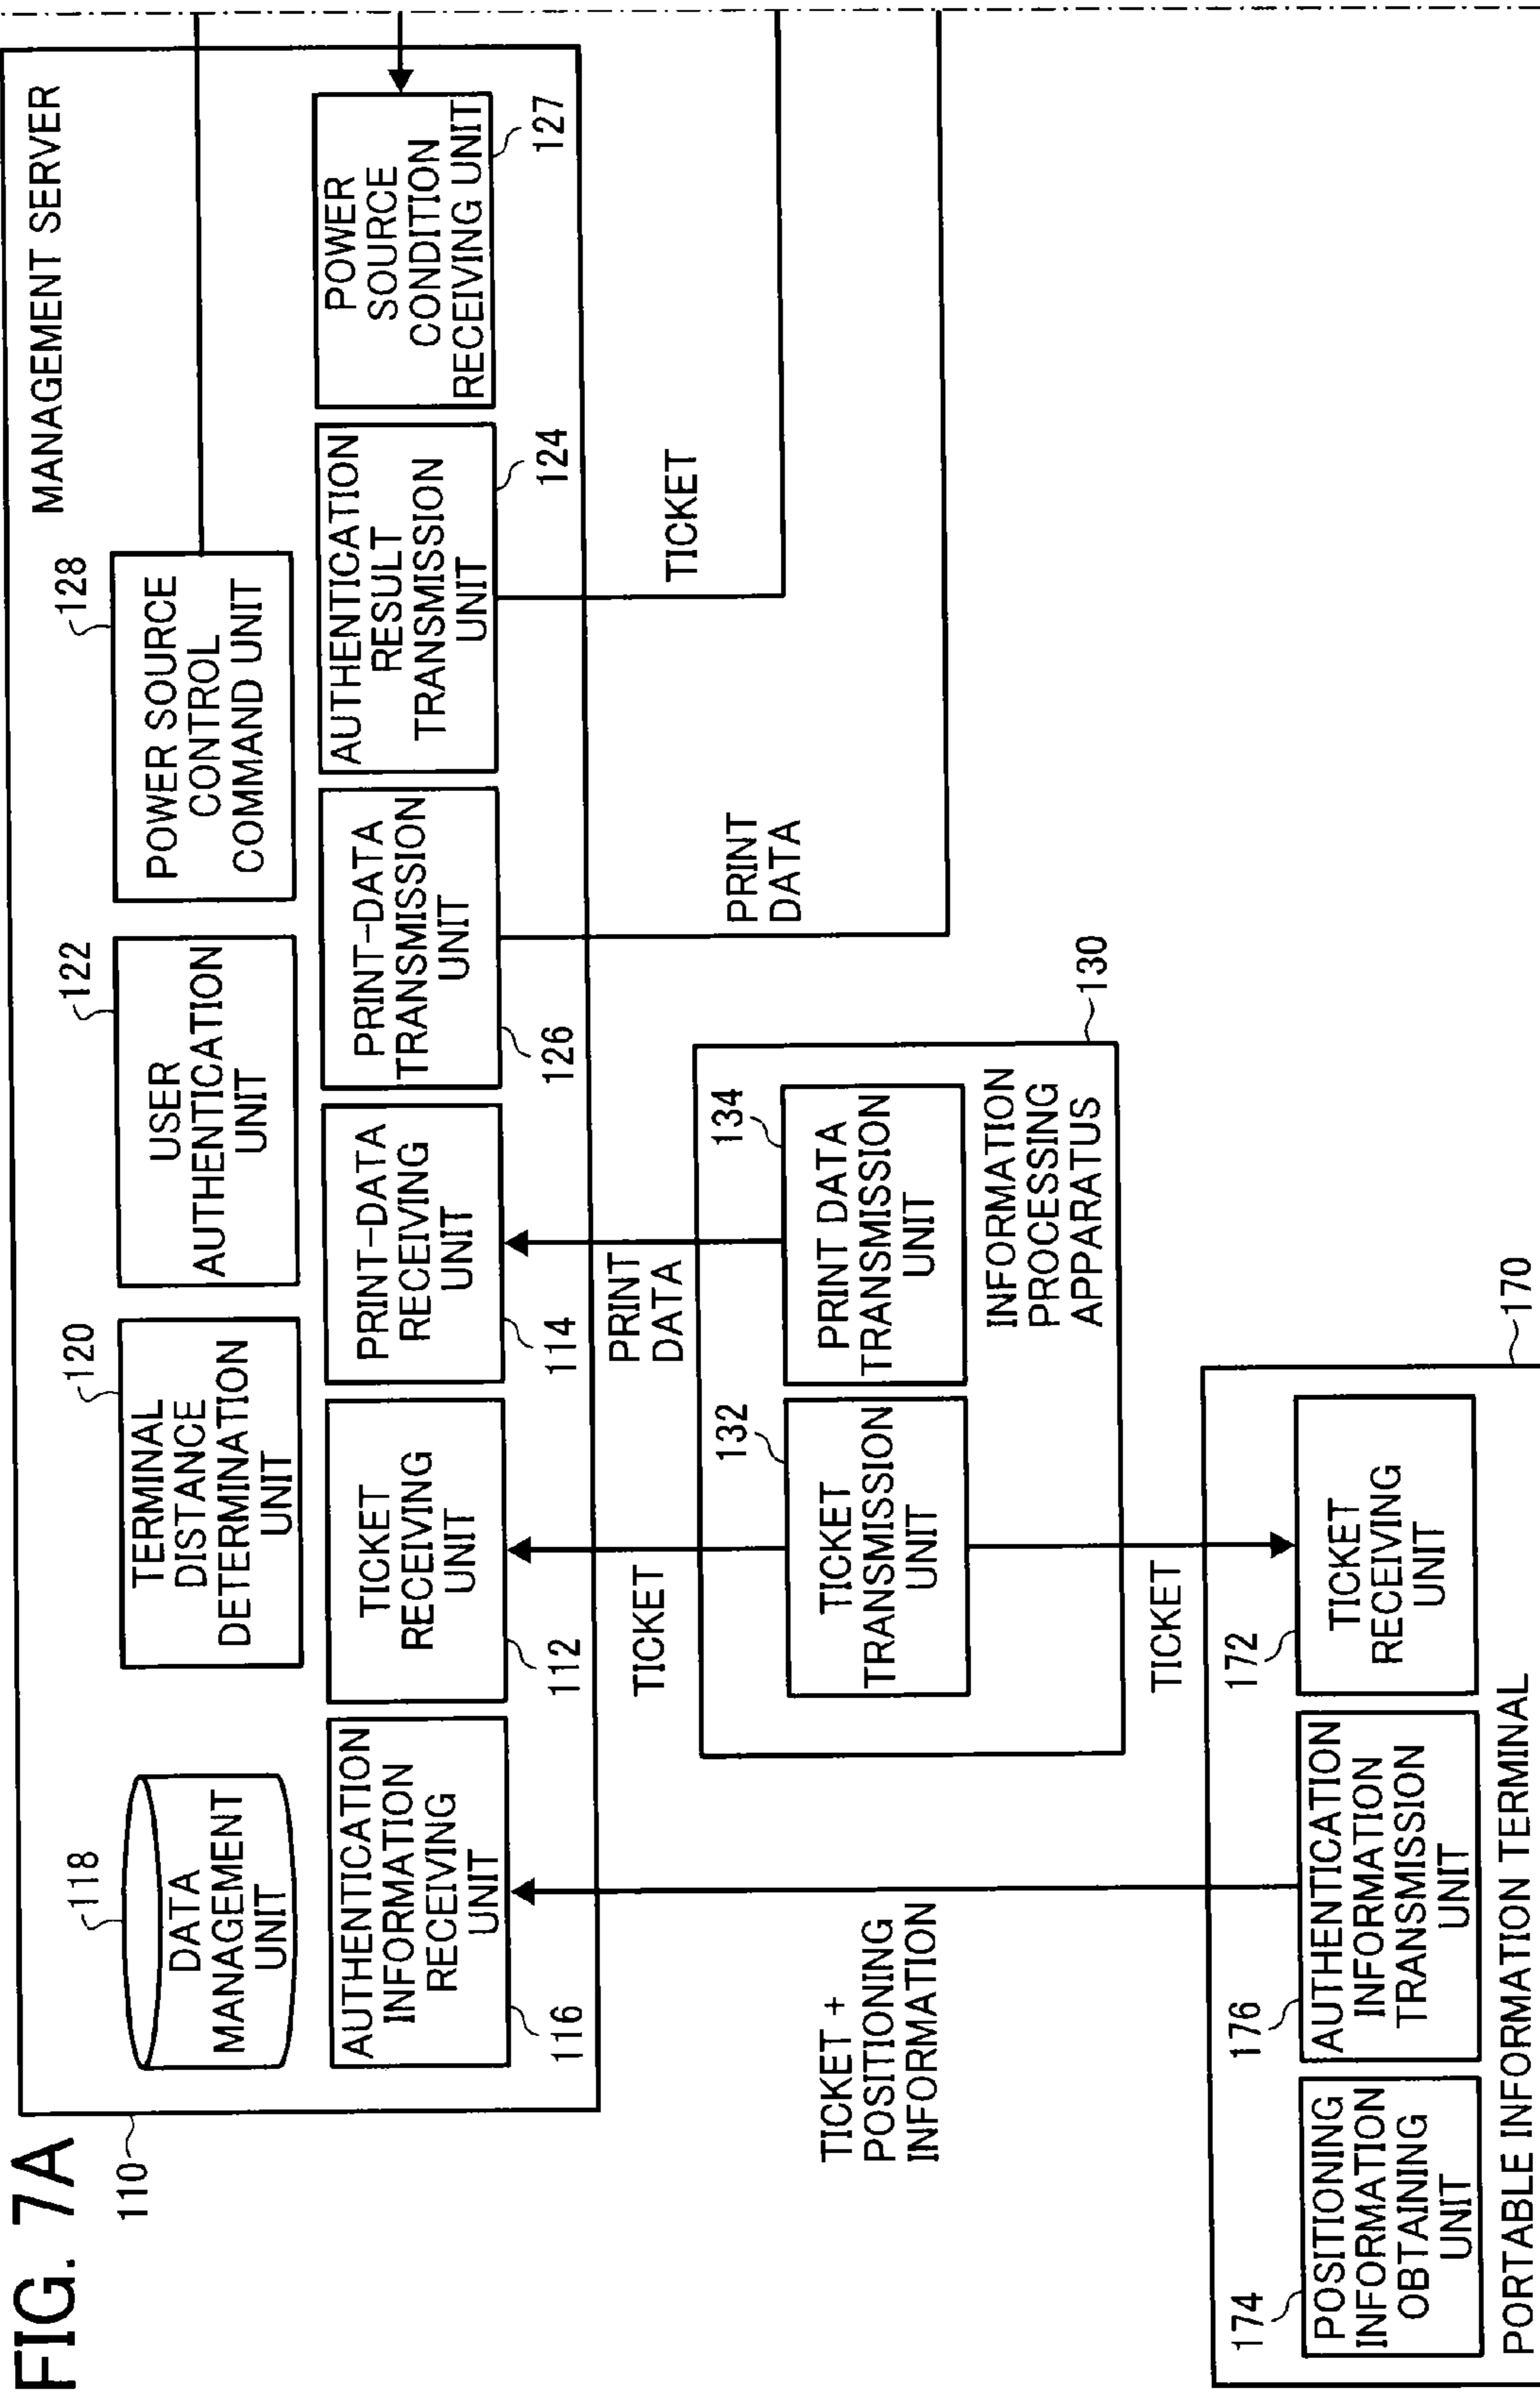 FIG. 7A
110
MANAGEMENT SERVER
118
DATA
MANAGEMENT
UNIT
120
TERMINAL
DISTANCE
DETERMINATION
UNIT
122
USER
AUTHENTICATION
UNIT
128
POWER SOURCE
CONTROL
COMMAND UNIT
AUTHENTICATION
INFORMATION
RECEIVING
UNIT
116
TICKET
RECEIVING
UNIT
112
PRINT-DATA
RECEIVING
UNIT
114
PRINT-DATA
TRANSMISSION
UNIT
126
AUTHENTICATION
RESULT
TRANSMISSION
UNIT
124
POWER
SOURCE
CONDITION
RECEIVING UNIT
127
TICKET +
POSITIONING
INFORMATION
TICKET
PRINT
DATA
PRINT
DATA
TICKET
132
TICKET
TRANSMISSION
UNIT
134
PRINT DATA
TRANSMISSION
UNIT
INFORMATION
PROCESSING
APPARATUS
130
TICKET
170
174
POSITIONING
INFORMATION
OBTAINING
UNIT
176
AUTHENTICATION
INFORMATION
TRANSMISSION
UNIT
172
TICKET
RECEIVING
UNIT
PORTABLE INFORMATION TERMINAL